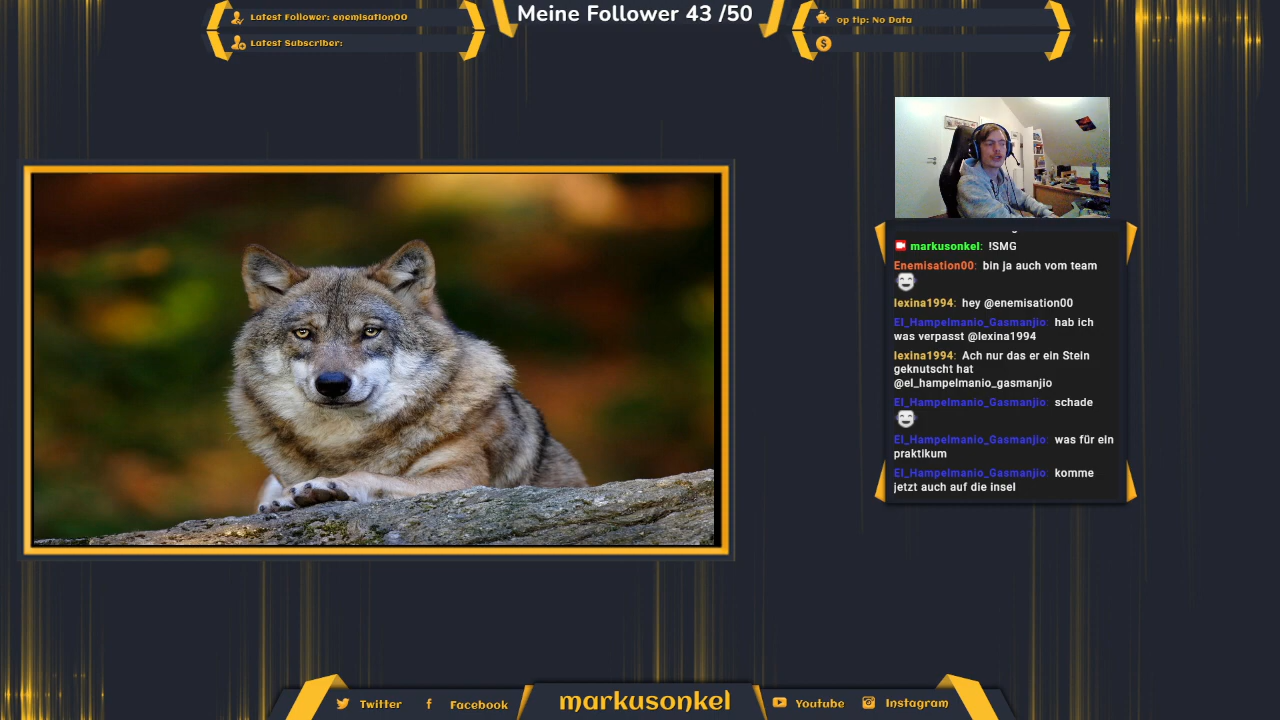 Latest Follower: enemisation00
Latest Subscriber:
Meine Follower 43 /50
op tip: No Data
markusonkel: !SMG
Enemisation00: bin ja auch vom team
lexina1994: hey @enemisation00
El_Hampelmanio_Gasmanjio: hab ich
was verpasst @lexina1994
lexina1994: Ach nur das er ein Stein
geknutscht hat
@el_hampelmanio_gasmanjio
El_Hampelmanio_Gasmanjio: schade
El_Hampelmanio_Gasmanjio: was für ein
praktikum
El_Hampelmanio_Gasmanjio: komme
jetzt auch auf die insel
Twitter
Facebook
markusonkel
Youtube
Instagram